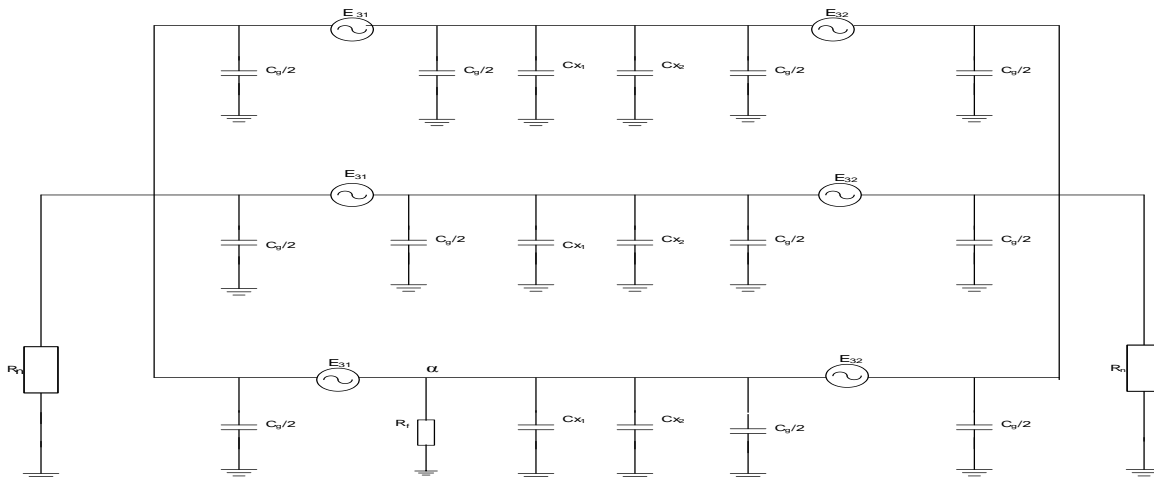 E₃₁ E₃₂
Cg/2 Cg/2 Cx₁ Cx₂ Cg/2 Cg/2
E₃₁ E₃₂
Cg/2 Cg/2 Cx₁ Cx₂ Cg/2 Cg/2
Rn E₃₁ α E₃₂ Rn
Cg/2 Rf Cx₁ Cx₂ Cg/2 Cg/2